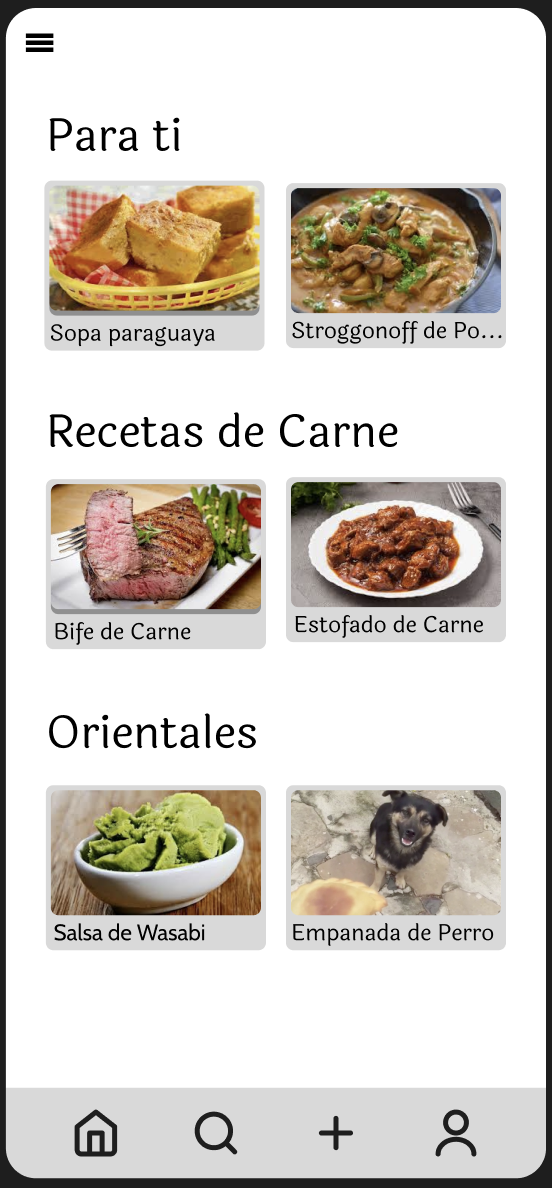 Para ti
Sopa paraguaya
Stroggonoff de Po...
Recetas de Carne
Bife de Carne
Estofado de Carne
Orientales
Salsa de Wasabi
Empanada de Perro